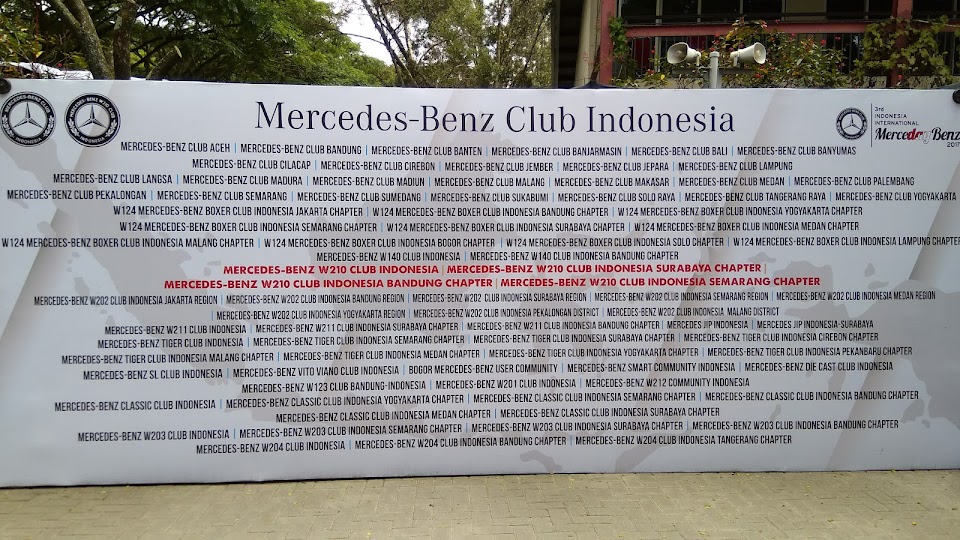 Mercedes-Benz Club Indonesia
3rd
INDONESIA
INTERNATIONAL
MercedesBenz
2017
MERCEDES-BENZ CLUB ACEH | MERCEDES-BENZ CLUB BANDUNG | MERCEDES-BENZ CLUB BANTEN | MERCEDES-BENZ CLUB BANJARMASIN | MERCEDES-BENZ CLUB BALI | MERCEDES-BENZ CLUB BANYUMAS
MERCEDES-BENZ CLUB CILACAP | MERCEDES-BENZ CLUB CIREBON | MERCEDES-BENZ CLUB JEMBER | MERCEDES-BENZ CLUB JEPARA | MERCEDES-BENZ CLUB LAMPUNG
MERCEDES-BENZ CLUB LANGSA | MERCEDES-BENZ CLUB MADURA | MERCEDES-BENZ CLUB MADIUN | MERCEDES-BENZ CLUB MALANG | MERCEDES-BENZ CLUB MAKASAR | MERCEDES-BENZ CLUB MEDAN | MERCEDES-BENZ CLUB PALEMBANG
MERCEDES-BENZ CLUB PEKALONGAN | MERCEDES-BENZ CLUB SEMARANG | MERCEDES-BENZ CLUB SUMEDANG | MERCEDES-BENZ CLUB SUKABUMI | MERCEDES-BENZ CLUB SOLO RAYA | MERCEDES-BENZ CLUB TANGERANG RAYA | MERCEDES-BENZ CLUB YOGYAKARTA
W124 MERCEDES-BENZ BOXER CLUB INDONESIA JAKARTA CHAPTER | W124 MERCEDES-BENZ BOXER CLUB INDONESIA BANDUNG CHAPTER | W124 MERCEDES-BENZ BOXER CLUB INDONESIA YOGYAKARTA CHAPTER
W124 MERCEDES-BENZ BOXER CLUB INDONESIA SEMARANG CHAPTER | W124 MERCEDES-BENZ BOXER CLUB INDONESIA SURABAYA CHAPTER | W124 MERCEDES-BENZ BOXER CLUB INDONESIA MEDAN CHAPTER
W124 MERCEDES-BENZ BOXER CLUB INDONESIA MALANG CHAPTER | W124 MERCEDES-BENZ BOXER CLUB INDONESIA BOGOR CHAPTER | W124 MERCEDES-BENZ BOXER CLUB INDONESIA SOLO CHAPTER | W124 MERCEDES-BENZ BOXER CLUB INDONESIA LAMPUNG CHAPTER
MERCEDES-BENZ W140 CLUB INDONESIA | MERCEDES-BENZ W140 CLUB INDONESIA BANDUNG CHAPTER
MERCEDES-BENZ W210 CLUB INDONESIA | MERCEDES-BENZ W210 CLUB INDONESIA SURABAYA CHAPTER |
MERCEDES-BENZ W210 CLUB INDONESIA BANDUNG CHAPTER | MERCEDES-BENZ W210 CLUB INDONESIA SEMARANG CHAPTER
MERCEDES-BENZ W202 CLUB INDONESIA JAKARTA REGION | MERCEDES-BENZ W202 CLUB INDONESIA BANDUNG REGION | MERCEDES-BENZ W202 CLUB INDONESIA SURABAYA REGION | MERCEDES-BENZ W202 CLUB INDONESIA SEMARANG REGION | MERCEDES-BENZ W202 CLUB INDONESIA MEDAN REGION
MERCEDES-BENZ W202 CLUB INDONESIA YOGYAKARTA REGION | MERCEDES-BENZ W202 CLUB INDONESIA PEKALONGAN DISTRICT | MERCEDES-BENZ W202 CLUB INDONESIA MALANG DISTRICT
MERCEDES-BENZ W211 CLUB INDONESIA | MERCEDES-BENZ W211 CLUB INDONESIA SURABAYA CHAPTER | MERCEDES-BENZ W211 CLUB INDONESIA BANDUNG CHAPTER | MERCEDES JIP INDONESIA | MERCEDES JIP INDONESIA-SURABAYA
MERCEDES-BENZ TIGER CLUB INDONESIA | MERCEDES-BENZ TIGER CLUB INDONESIA SEMARANG CHAPTER | MERCEDES-BENZ TIGER CLUB INDONESIA SURABAYA CHAPTER | MERCEDES-BENZ TIGER CLUB INDONESIA CIREBON CHAPTER
MERCEDES-BENZ TIGER CLUB INDONESIA MALANG CHAPTER | MERCEDES-BENZ TIGER CLUB INDONESIA MEDAN CHAPTER | MERCEDES-BENZ TIGER CLUB INDONESIA YOGYAKARTA CHAPTER | MERCEDES-BENZ TIGER CLUB INDONESIA PEKANBARU CHAPTER
MERCEDES-BENZ SL CLUB INDONESIA | MERCEDES-BENZ VITO VIANO CLUB INDONESIA | BOGOR MERCEDES-BENZ USER COMMUNITY | MERCEDES-BENZ SMART COMMUNITY INDONESIA | MERCEDES-BENZ DIE CAST CLUB INDONESIA
MERCEDES-BENZ W123 CLUB BANDUNG-INDONESIA | MERCEDES-BENZ W201 CLUB INDONESIA | MERCEDES-BENZ W212 COMMUNITY INDONESIA
MERCEDES-BENZ CLASSIC CLUB INDONESIA | MERCEDES-BENZ CLASSIC CLUB INDONESIA YOGYAKARTA CHAPTER | MERCEDES-BENZ CLASSIC CLUB INDONESIA SEMARANG CHAPTER | MERCEDES-BENZ CLASSIC CLUB INDONESIA BANDUNG CHAPTER
MERCEDES-BENZ CLASSIC CLUB INDONESIA MEDAN CHAPTER | MERCEDES-BENZ CLASSIC CLUB INDONESIA SURABAYA CHAPTER
MERCEDES-BENZ W203 CLUB INDONESIA | MERCEDES-BENZ W203 CLUB INDONESIA SEMARANG CHAPTER | MERCEDES-BENZ W203 CLUB INDONESIA SURABAYA CHAPTER | MERCEDES-BENZ W203 CLUB INDONESIA BANDUNG CHAPTER
MERCEDES-BENZ W204 CLUB INDONESIA | MERCEDES-BENZ W204 CLUB INDONESIA BANDUNG CHAPTER | MERCEDES-BENZ W204 CLUB INDONESIA TANGERANG CHAPTER